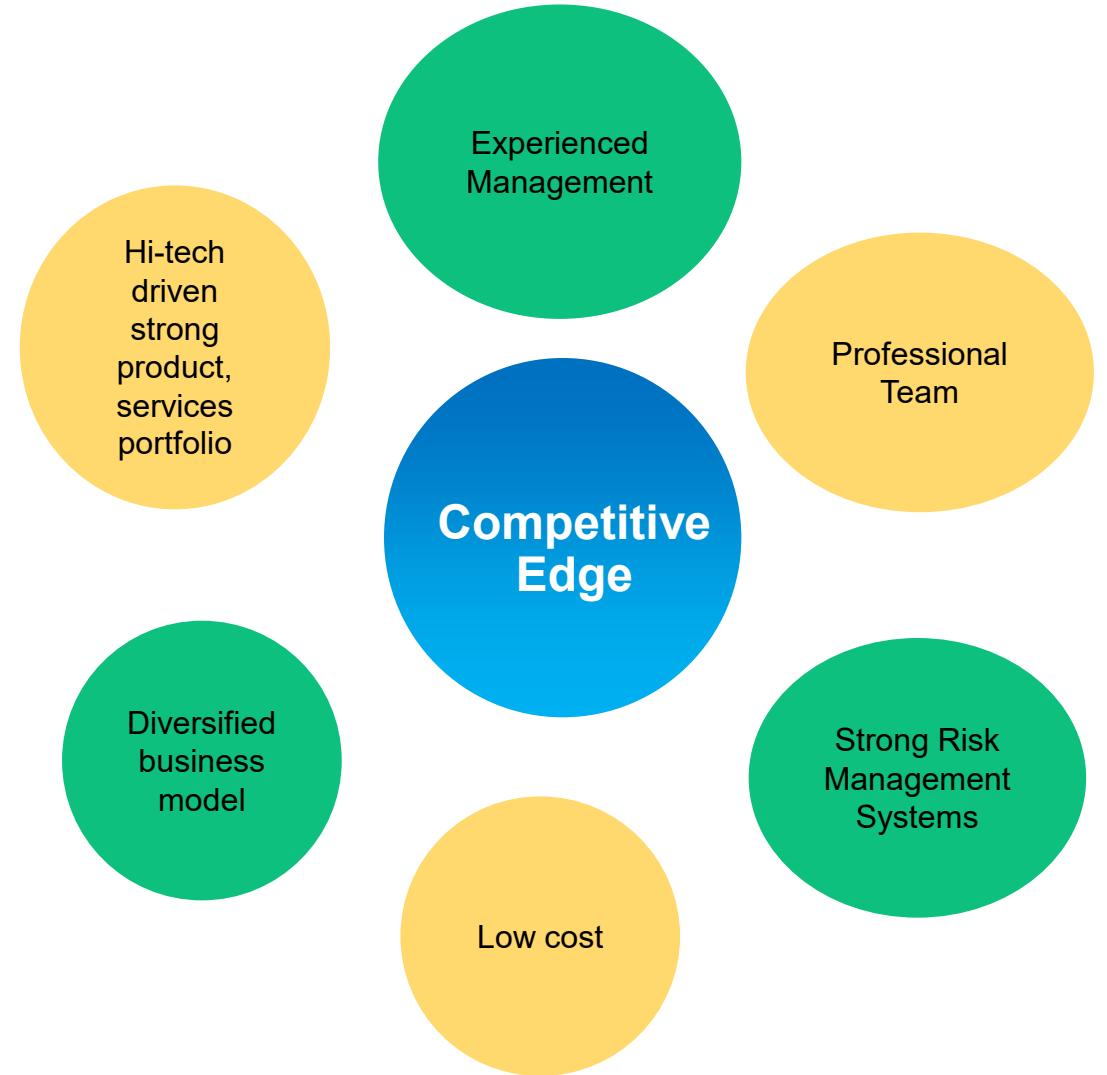 Experienced
Management
Hi-tech
driven
strong
product,
services
portfolio
Professional
Team
Competitive
Edge
Diversified
business
model
Strong Risk
Management
Systems
Low cost